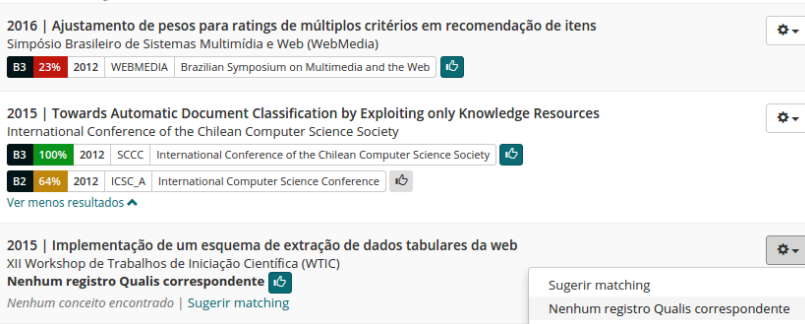 2016 | Ajustamento de pesos para ratings de múltiplos critérios em recomendação de itens
Simpósio Brasileiro de Sistemas Multimídia e Web (WebMedia)
B3 23% 2012 WEBMEDIA Brazilian Symposium on Multimedia and the Web
2015 | Towards Automatic Document Classification by Exploiting only Knowledge Resources
International Conference of the Chilean Computer Science Society
B3 100% 2012 SCCC International Conference of the Chilean Computer Science Society
B2 64% 2012 ICSC_A International Computer Science Conference
Ver menos resultados
2015 | Implementação de um esquema de extração de dados tabulares da web
XII Workshop de Trabalhos de Iniciação Científica (WTIC)
Nenhum registro Qualis correspondente
Nenhum conceito encontrado | Sugerir matching
Sugerir matching
Nenhum registro Qualis correspondente